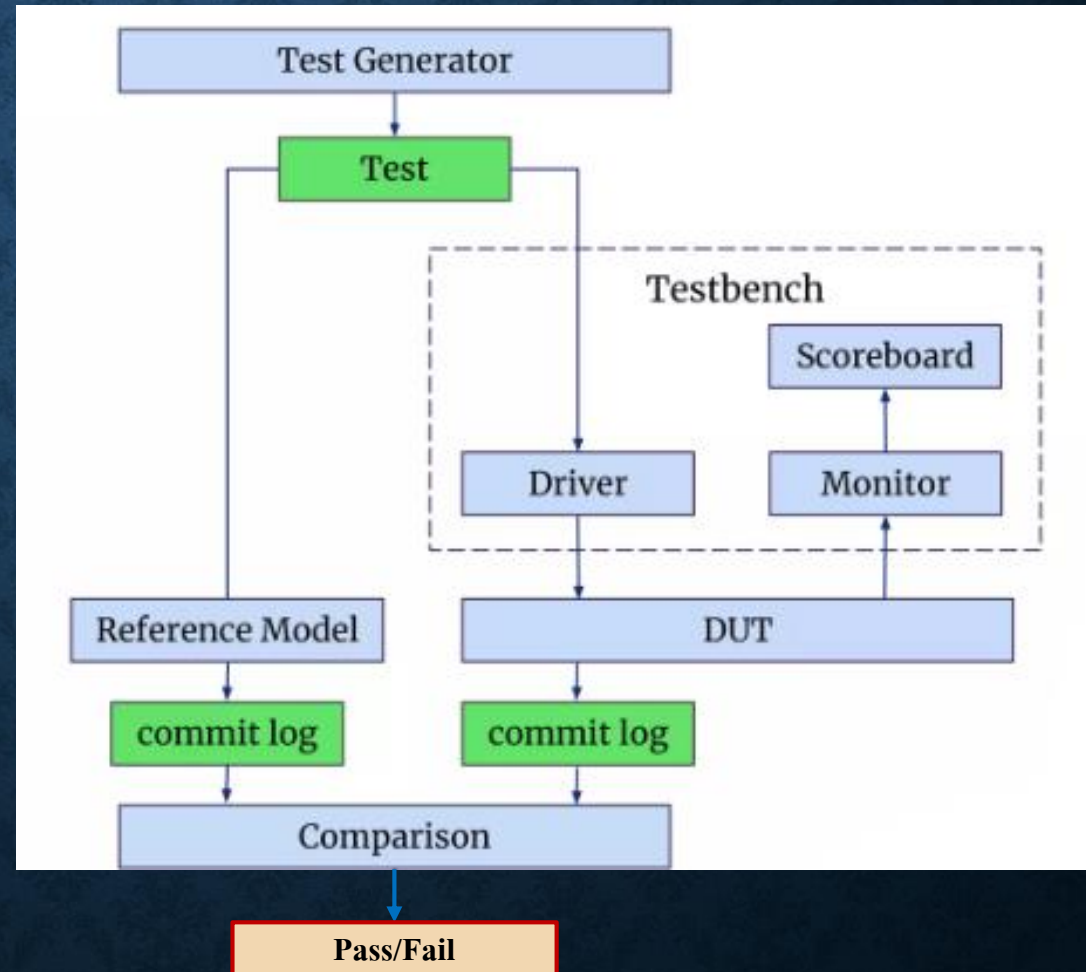 Test Generator
Test
Testbench
Scoreboard
Driver
Monitor
Reference Model
DUT
commit log
commit log
Comparison
Pass/Fail